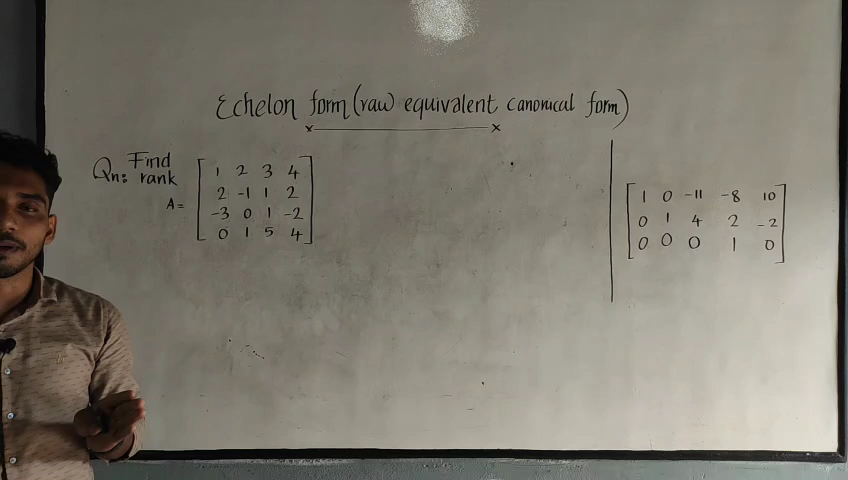 Echelon form (raw equivalent canonical form)
Qn: Find rank
A =
1 2 3 4
2 -1 1 2
-3 0 1 -2
0 1 5 4
1 0 -11 -8 10
0 1 4 2 -2
0 0 0 1 0